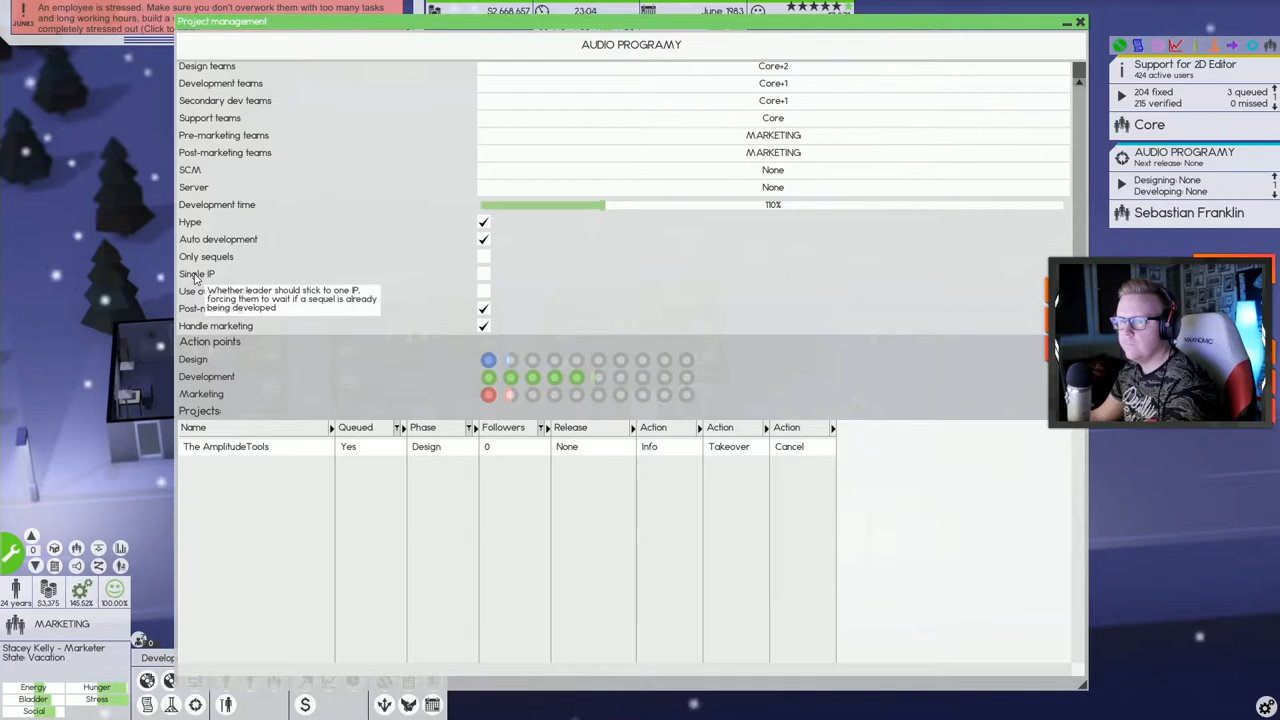 An employee is stressed. Make sure you don't overwork them with too many tasks
JUN83
and long working hours, build a
completely stressed out (Click to
$2 668,657
23:04
June 1983
Project management
AUDIO PROGRAMY
Design teams Core+2
Development teams Core+1
Secondary dev teams Core+1
Support teams Core
Pre-marketing teams MARKETING
Post-marketing teams MARKETING
SCM None
Server None
Development time 110%
Hype
Auto development
Only sequels
Single IP
Whether leader should stick to one IP,
forcing them to wait if a sequel is already
being developed
Handle marketing
Action points
Design
Development
Marketing
Projects:
Name Queued Phase Followers Release Action Action Action
The AmplitudeTools Yes Design 0 None Info Takeover Cancel
Support for 2D Editor
424 active users
204 fixed 3 queued
215 verified 0 missed
1
Core
AUDIO PROGRAMY
Next release: None
Designing: None
Developing: None
1
Sebastian Franklin
MAXNOMIC
0
24 years $3,375 145.52% 100.00%
MARKETING
Stacey Kelly - Marketer
State: Vacation
Energy Hunger
Bladder Stress
Social
0
Develop